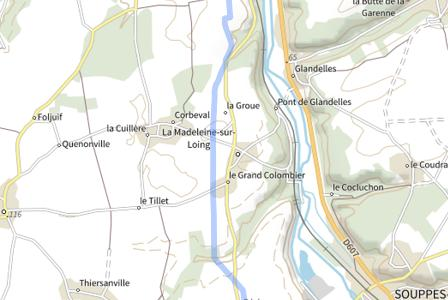 la Butte de la
Garenne
65
Glandelles
la Groue
Pont de Glandelles
Corbeval
Foljuif
la Cuillère
La Madeleine-sur-
Loing
Quenonville
le Coudra
le Grand Colombier
le Cocluchon
le Tillet
116
D607
Thiersanville
SOUPPES